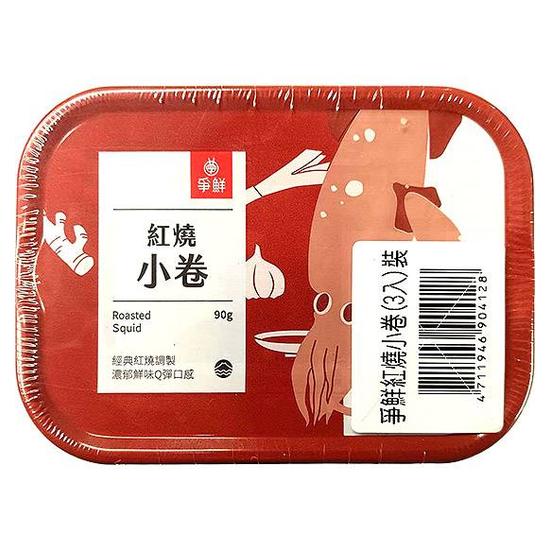 爭鮮
紅燒
小卷
Roasted
Squid
90g
經典紅燒調製
濃郁鮮味Q彈口感
爭鮮紅燒小卷(3入)裝
4711946904128